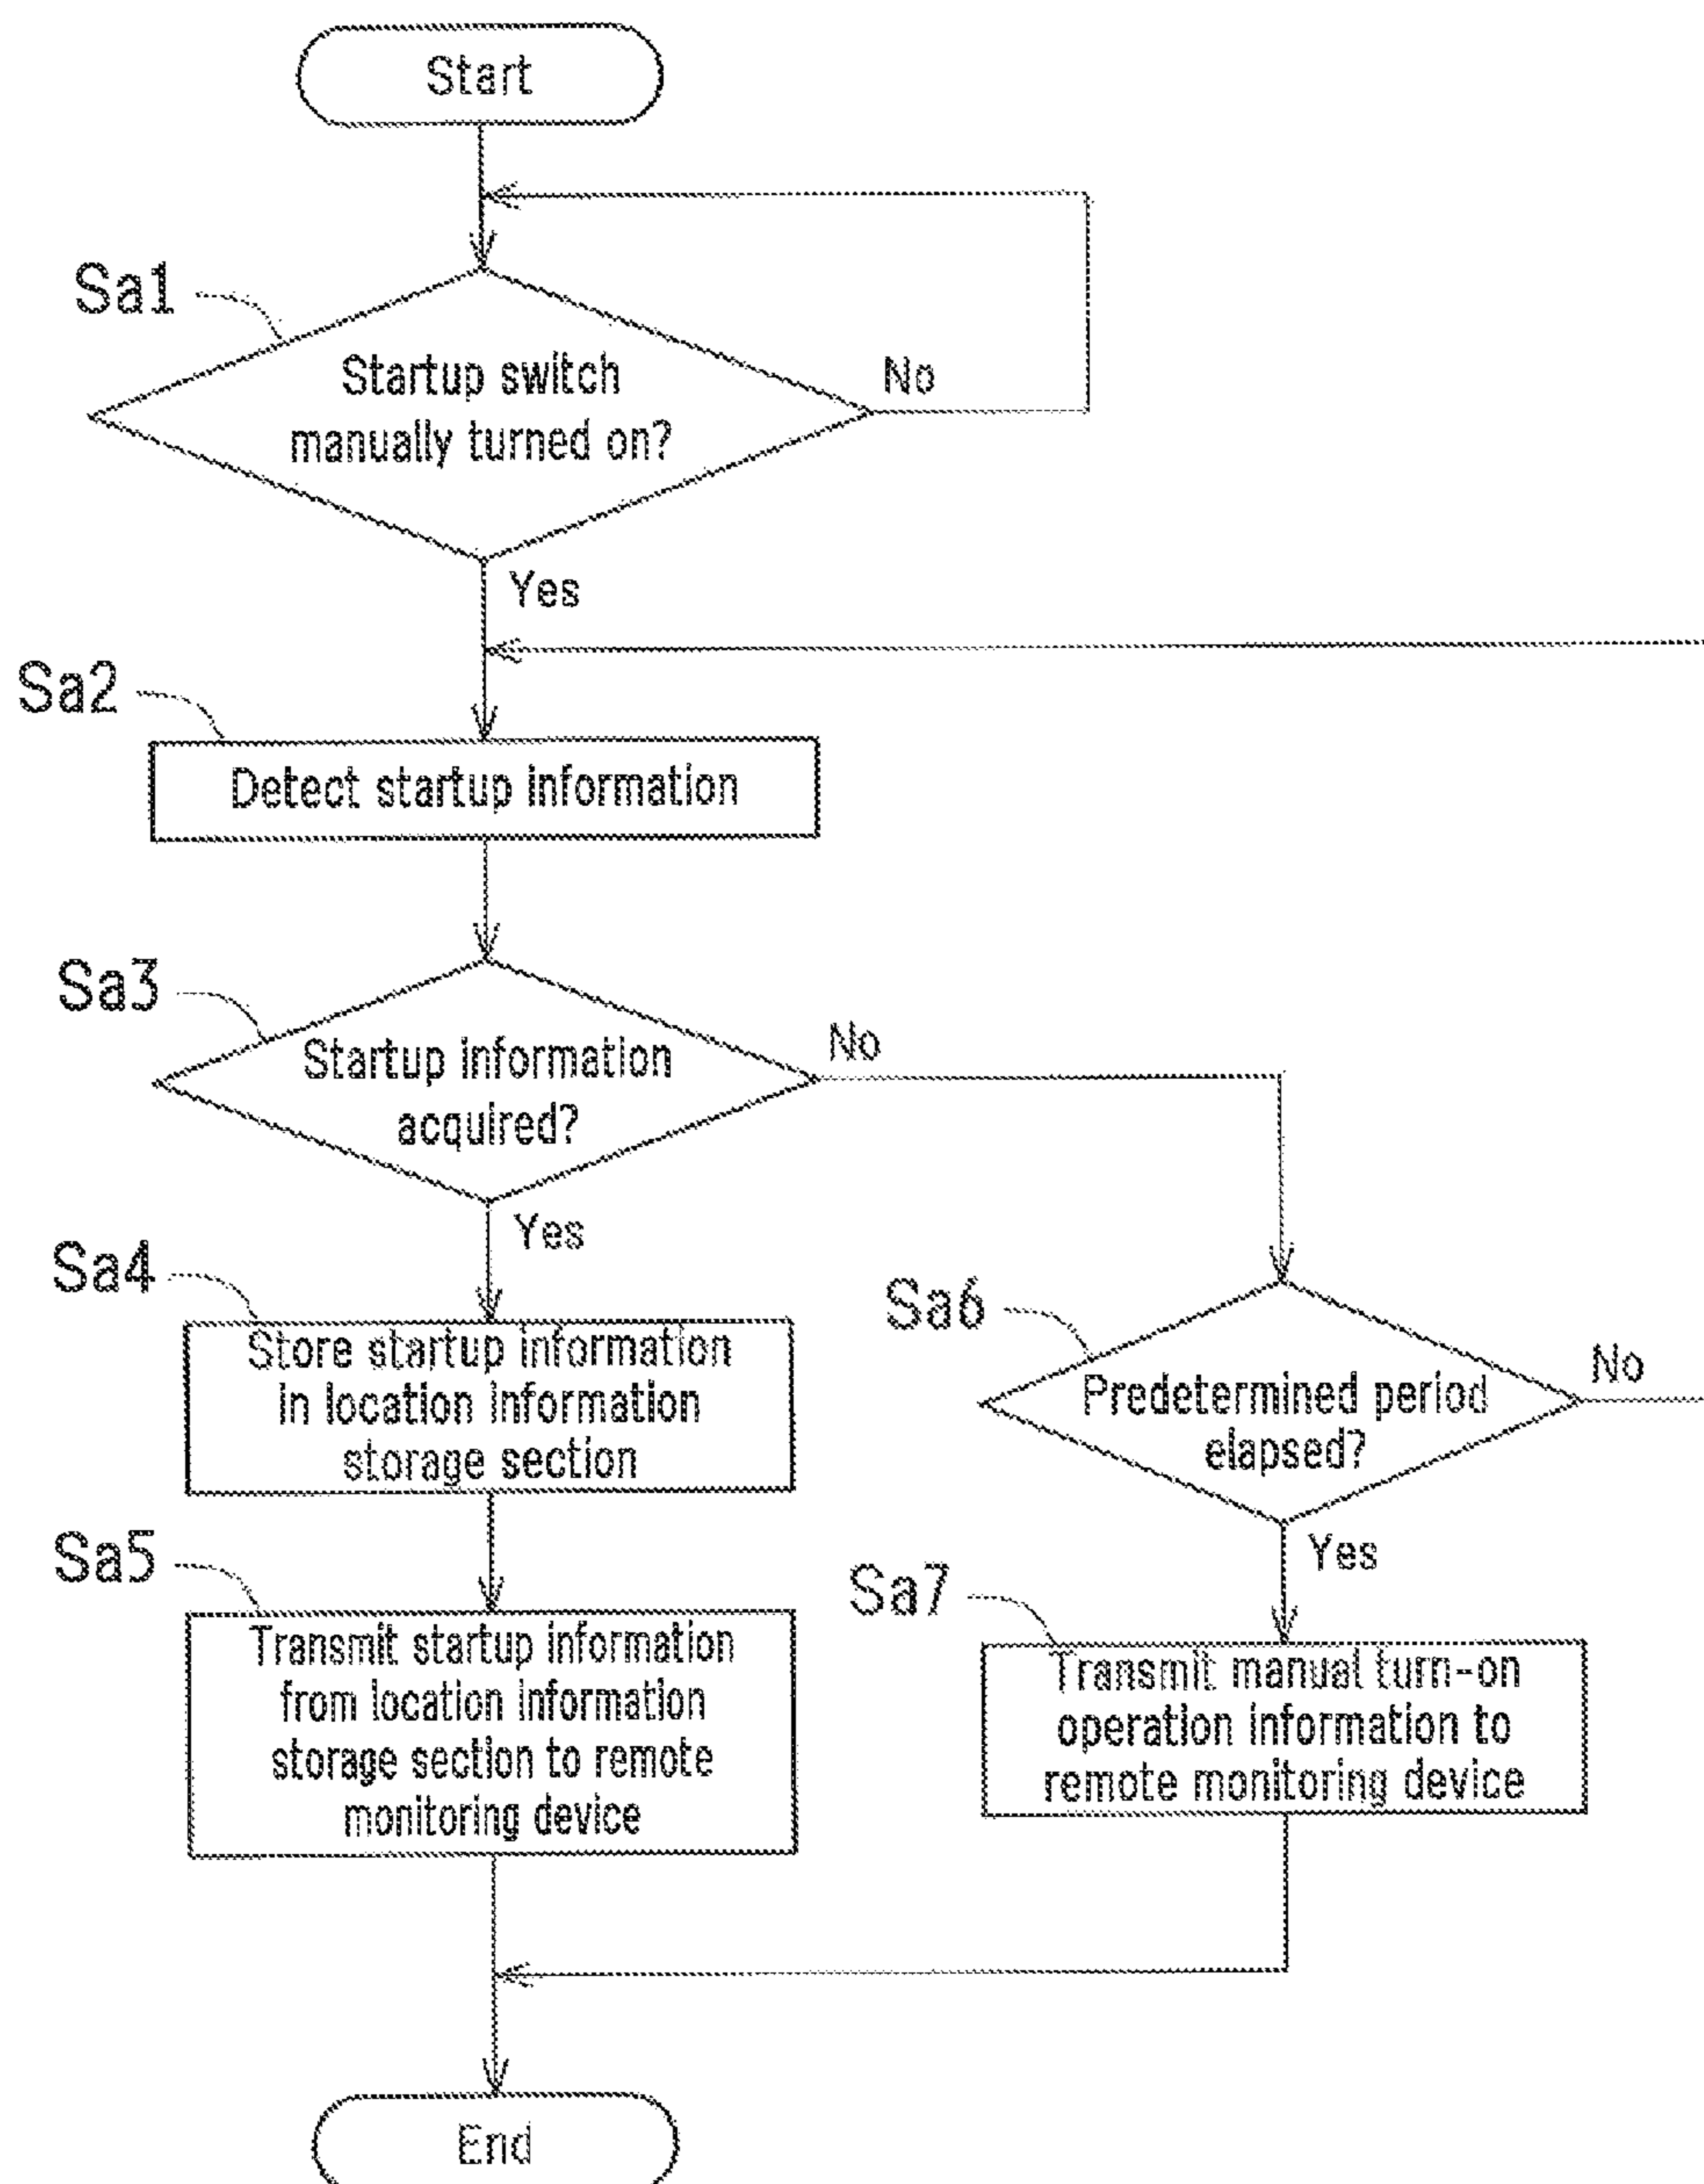 Start
Sa1
Startup switch
manually turned on?
No
Yes
Sa2
Detect startup information
Sa3
Startup information
acquired?
No
Yes
Sa4
Store startup information
in location information
storage section
Sa6
Predetermined period
elapsed?
No
Yes
Sa5
Transmit startup information
from location information
storage section to remote
monitoring device
Sa7
Transmit manual turn-on
operation information to
remote monitoring device
End